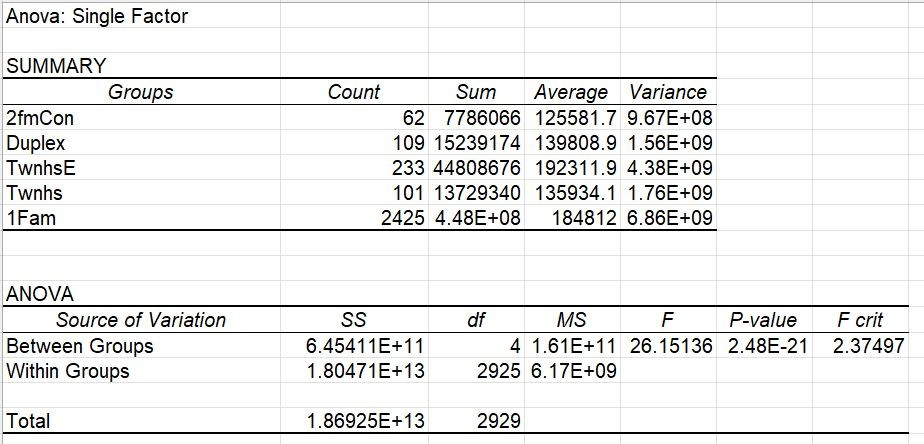 Anova: Single Factor
SUMMARY
Groups Count Sum Average Variance
2fmCon 62 7786066 125581.7 9.67E+08
Duplex 109 15239174 139808.9 1.56E+09
TwnhsE 233 44808676 192311.9 4.38E+09
Twnhs 101 13729340 135934.1 1.76E+09
1Fam 2425 4.48E+08 184812 6.86E+09
ANOVA
Source of Variation SS df MS F P-value F crit
Between Groups 6.45411E+11 4 1.61E+11 26.15136 2.48E-21 2.37497
Within Groups 1.80471E+13 2925 6.17E+09
Total 1.86925E+13 2929